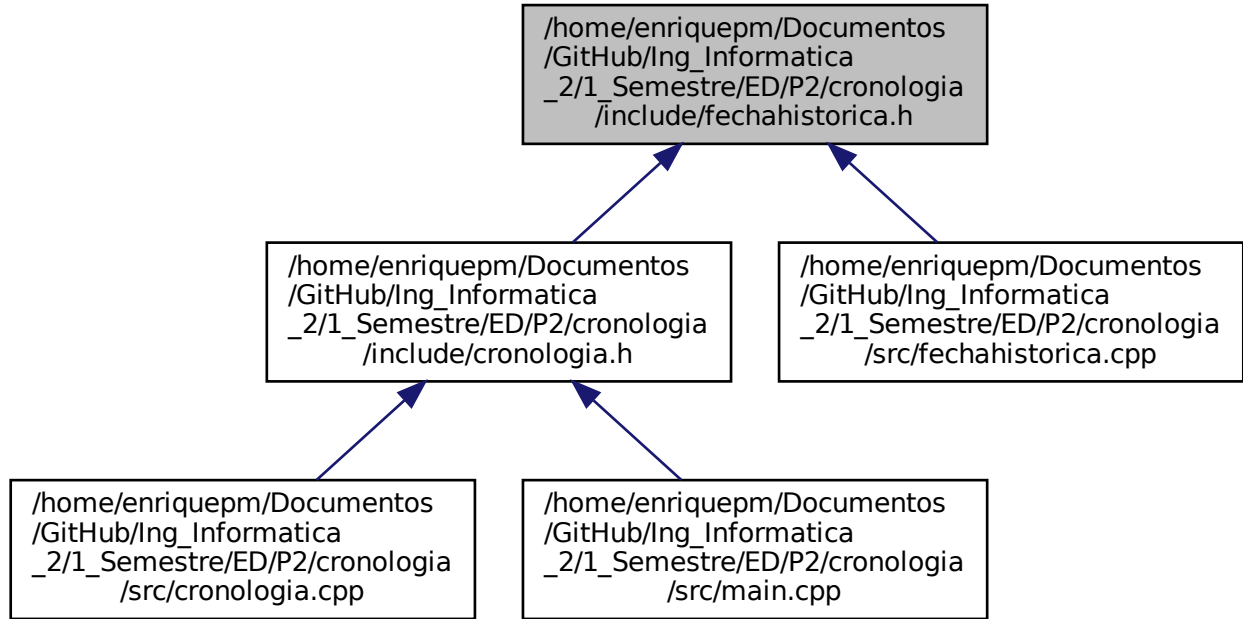 /home/enriquepm/Documentos
/GitHub/Ing_Informatica
_2/1_Semestre/ED/P2/cronologia
/include/fechahistorica.h
/home/enriquepm/Documentos
/GitHub/Ing_Informatica
_2/1_Semestre/ED/P2/cronologia
/include/cronologia.h
/home/enriquepm/Documentos
/GitHub/Ing_Informatica
_2/1_Semestre/ED/P2/cronologia
/src/fechahistorica.cpp
/home/enriquepm/Documentos
/GitHub/Ing_Informatica
_2/1_Semestre/ED/P2/cronologia
/src/cronologia.cpp
/home/enriquepm/Documentos
/GitHub/Ing_Informatica
_2/1_Semestre/ED/P2/cronologia
/src/main.cpp